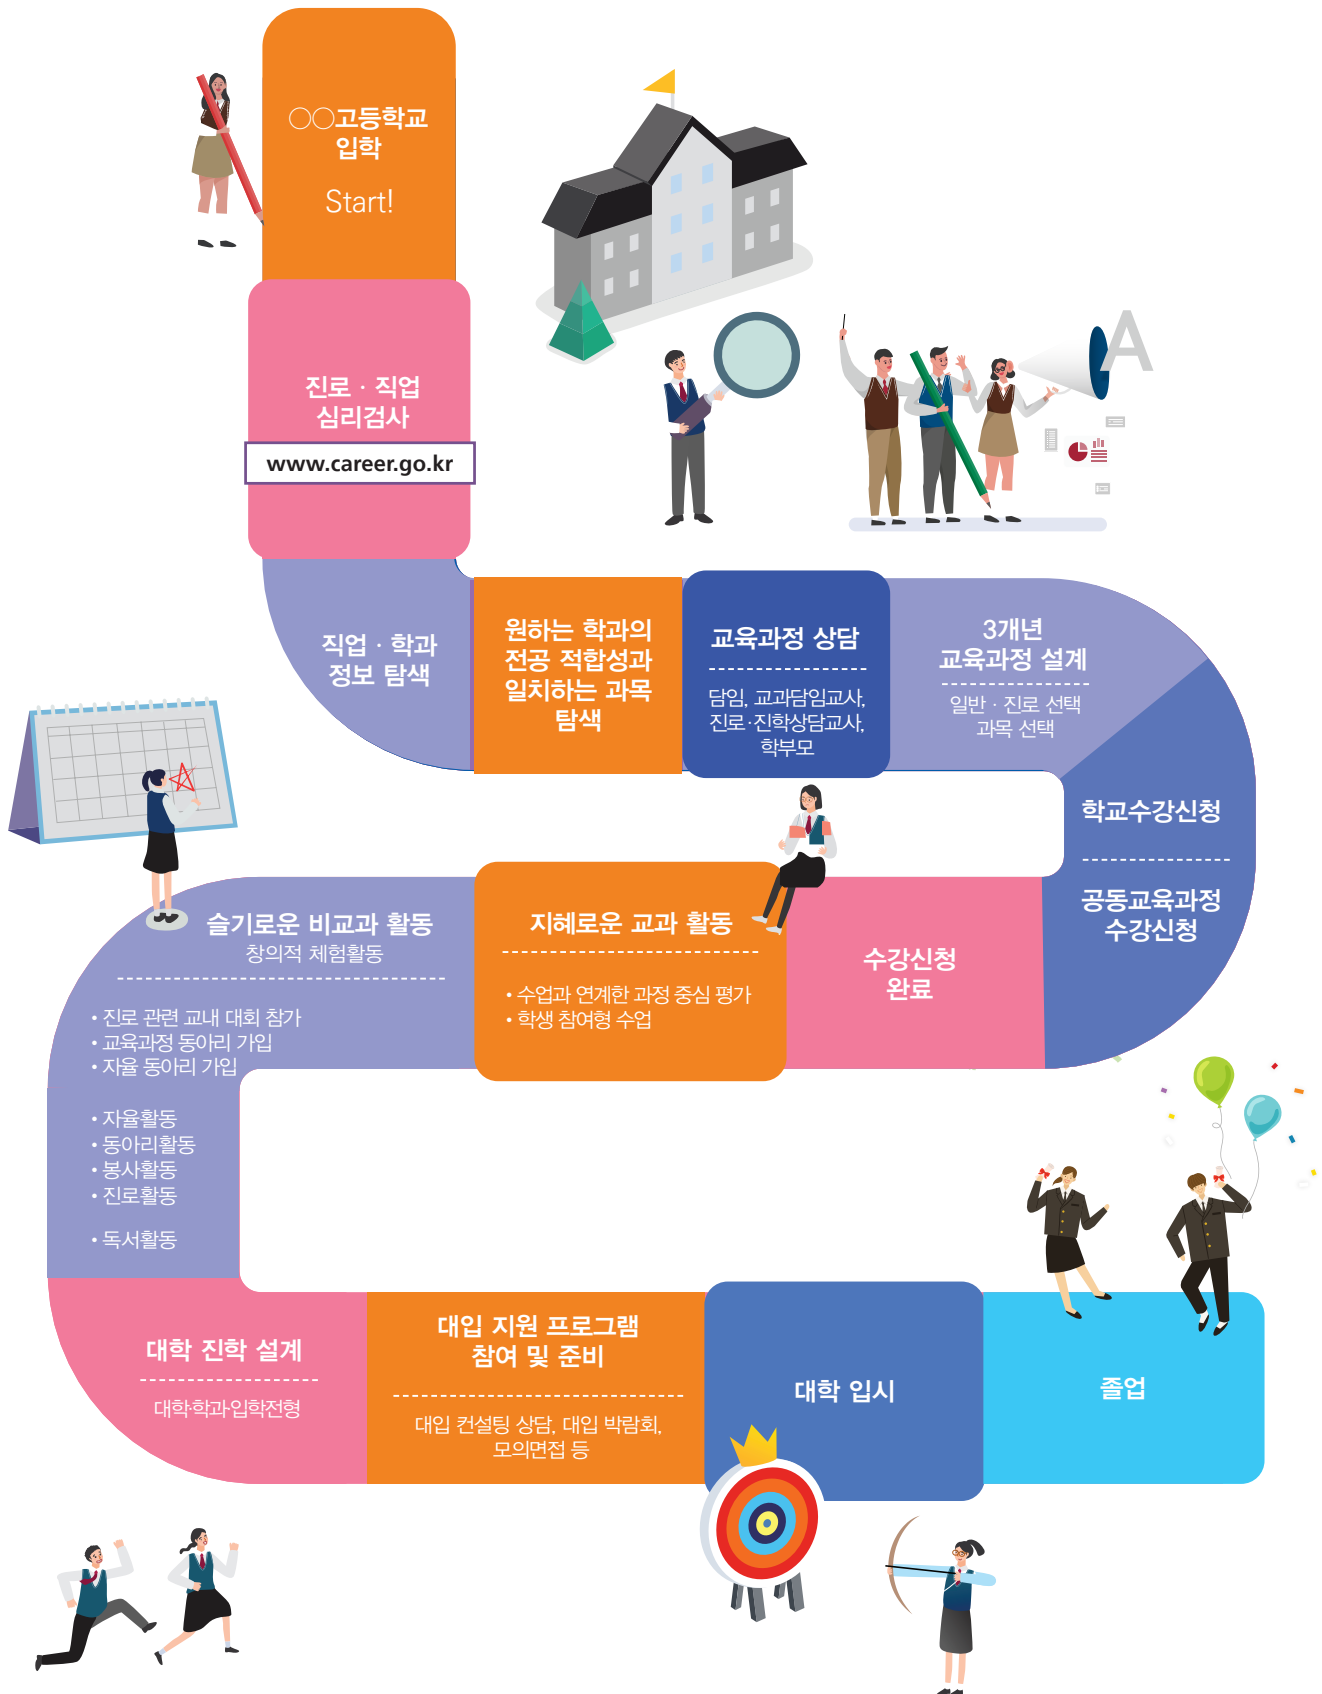 ○○고등학교
입학
Start!
진로 · 직업
심리검사
www.career.go.kr
직업 · 학과
정보 탐색
원하는 학과의
전공 적합성과
일치하는 과목
탐색
교육과정 상담
담임, 교과담임교사,
진로·진학상담교사,
학부모
3개년
교육과정 설계
일반 · 진로 선택
과목 선택
학교수강신청
공동교육과정
수강신청
수강신청
완료
지혜로운 교과 활동
• 수업과 연계한 과정 중심 평가
• 학생 참여형 수업
슬기로운 비교과 활동
창의적 체험활동
• 진로 관련 교내 대회 참가
• 교육과정 동아리 가입
• 자율 동아리 가입
• 자율활동
• 동아리활동
• 봉사활동
• 진로활동
• 독서활동
대학 진학 설계
대학·학과·입학전형
대입 지원 프로그램
참여 및 준비
대입 컨설팅 상담, 대입 박람회,
모의면접 등
대학 입시
졸업
A